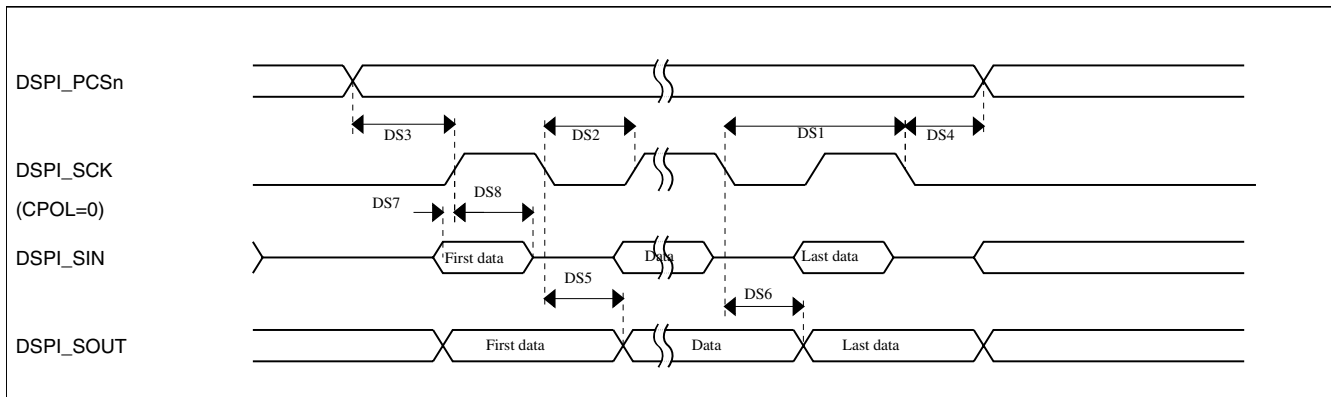 DSPI_PCSn
DS3
DS2
DS1
DS4
DSPI_SCK
(CPOL=0)
DS7
DS8
DSPI_SIN
First data
Data
Last data
DS5
DS6
DSPI_SOUT
First data
Data
Last data